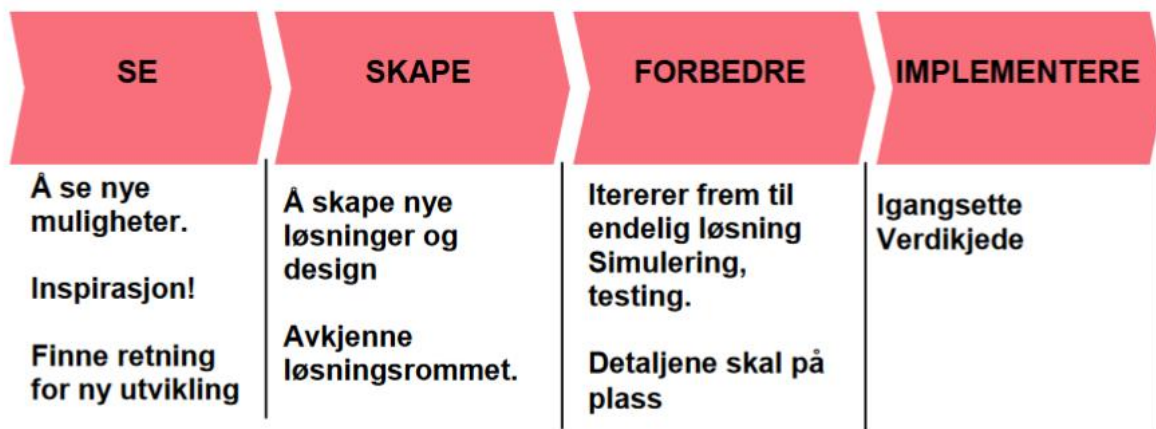 SE
SKAPE
FORBEDRE
IMPLEMENTERE
Å se nye
muligheter.
Inspirasjon!
Finne retning
for ny utvikling
Å skape nye
løsninger og
design
Avkjenne
løsningsrommet.
Itererer frem til
endelig løsning
Simulering,
testing.
Detaljene skal på
plass
Igangsette
Verdikjede